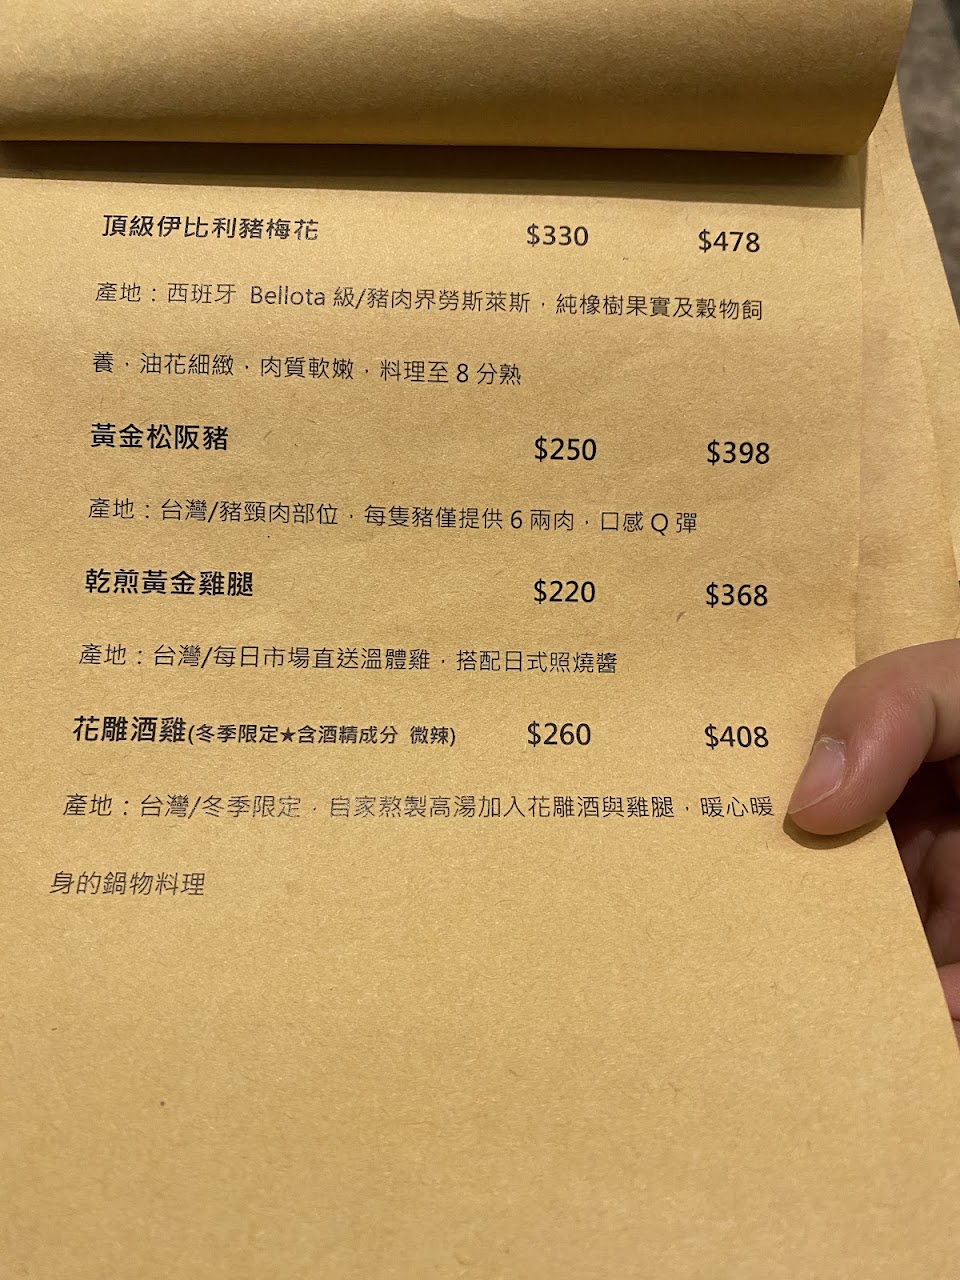 頂級伊比利豬梅花 $330 $478
產地：西班牙 Bellota 級/豬肉界勞斯萊斯，純橡樹果實及穀物飼
養，油花細緻，肉質軟嫩，料理至 8 分熟
黃金松阪豬 $250 $398
產地：台灣/豬頸肉部位，每隻豬僅提供 6 兩肉，口感 Q 彈
乾煎黃金雞腿 $220 $368
產地：台灣/每日市場直送溫體雞，搭配日式照燒醬
花雕酒雞(冬季限定★含酒精成分 微辣) $260 $408
產地：台灣/冬季限定，自家熬製高湯加入花雕酒與雞腿，暖心暖
身的鍋物料理